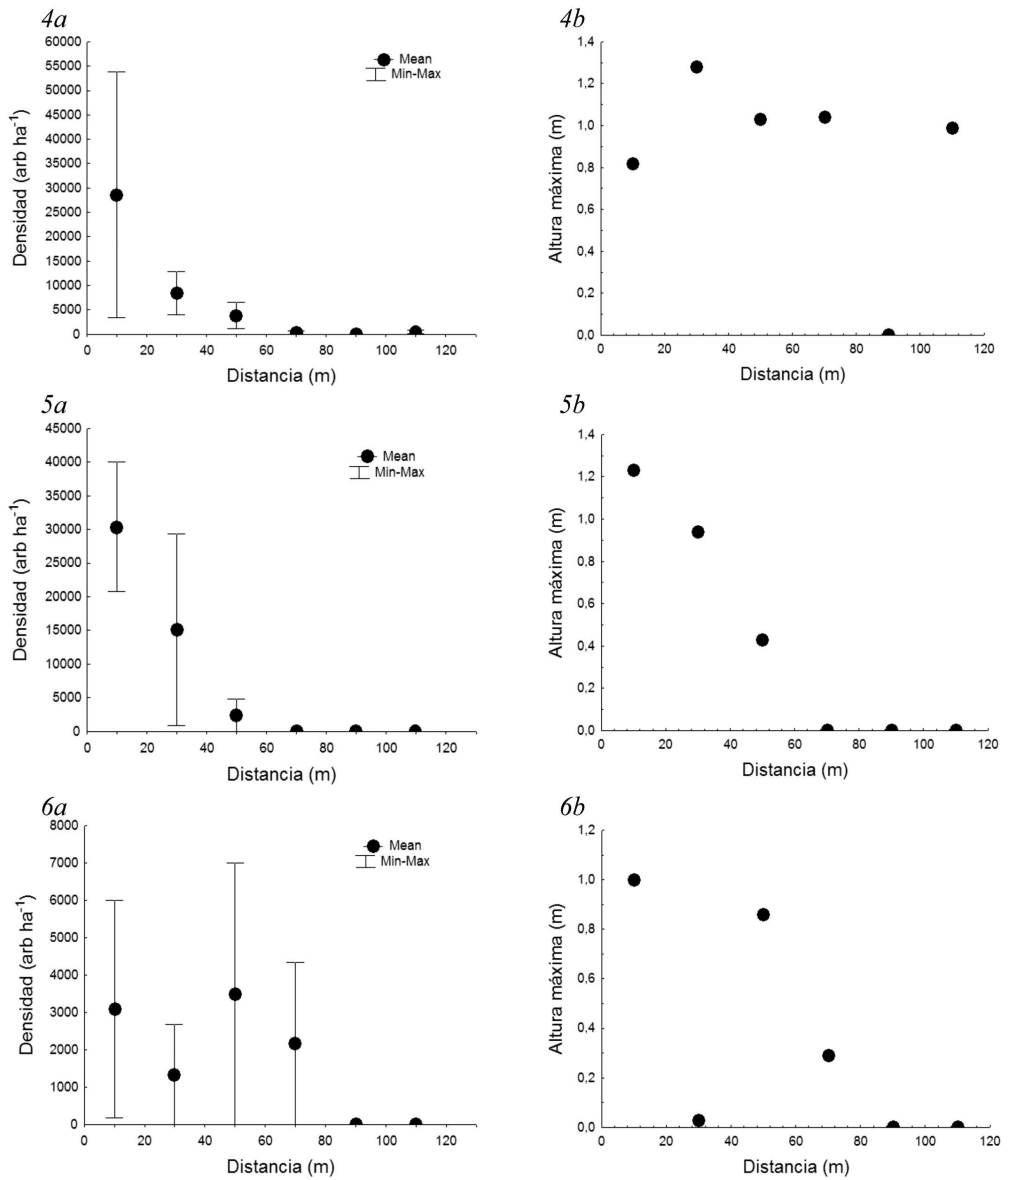 4a
60000
55000
50000
45000
40000
35000
30000
25000
20000
15000
10000
5000
0
Densidad (arb ha-1)
Mean
Min-Max
0 20 40 60 80 100 120
Distancia (m)
4b
1,4
1,2
1,0
0,8
0,6
0,4
0,2
0,0
Altura máxima (m)
0 20 40 60 80 100 120
Distancia (m)
5a
45000
40000
35000
30000
25000
20000
15000
10000
5000
0
Densidad (arb ha-1)
Mean
Min-Max
0 20 40 60 80 100 120
Distancia (m)
5b
1,4
1,2
1,0
0,8
0,6
0,4
0,2
0,0
Altura máxima (m)
0 20 40 60 80 100 120
Distancia (m)
6a
8000
7000
6000
5000
4000
3000
2000
1000
0
Densidad (arb ha-1)
Mean
Min-Max
0 20 40 60 80 100 120
Distancia (m)
6b
1,2
1,0
0,8
0,6
0,4
0,2
0,0
Altura máxima (m)
0 20 40 60 80 100 120
Distancia (m)